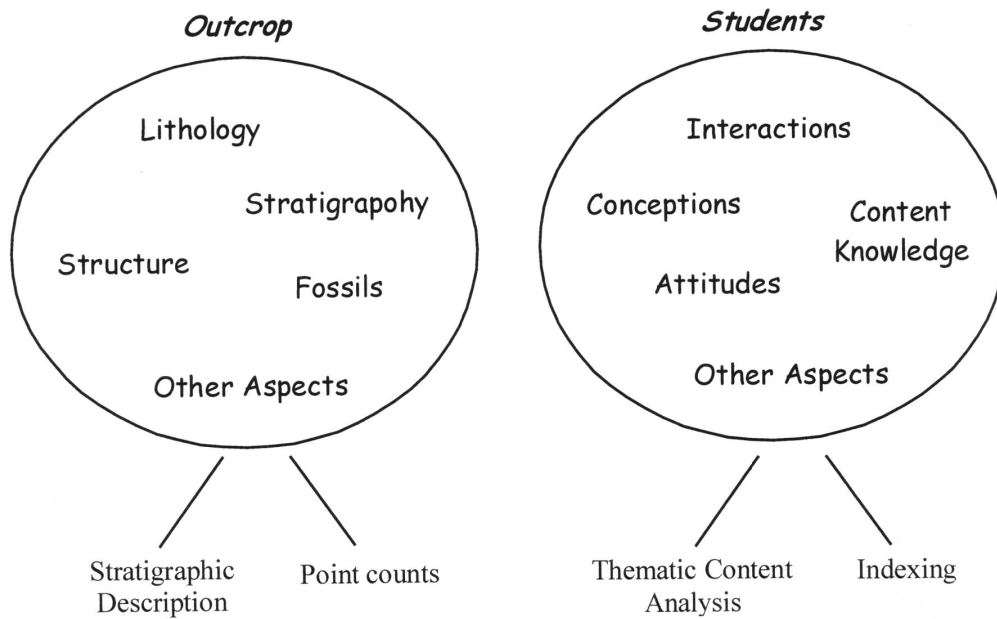 Outcrop
Lithology
Stratigrapohy
Structure
Fossils
Other Aspects
Stratigraphic
Description
Point counts
Students
Interactions
Conceptions
Content
Knowledge
Attitudes
Other Aspects
Thematic Content
Analysis
Indexing